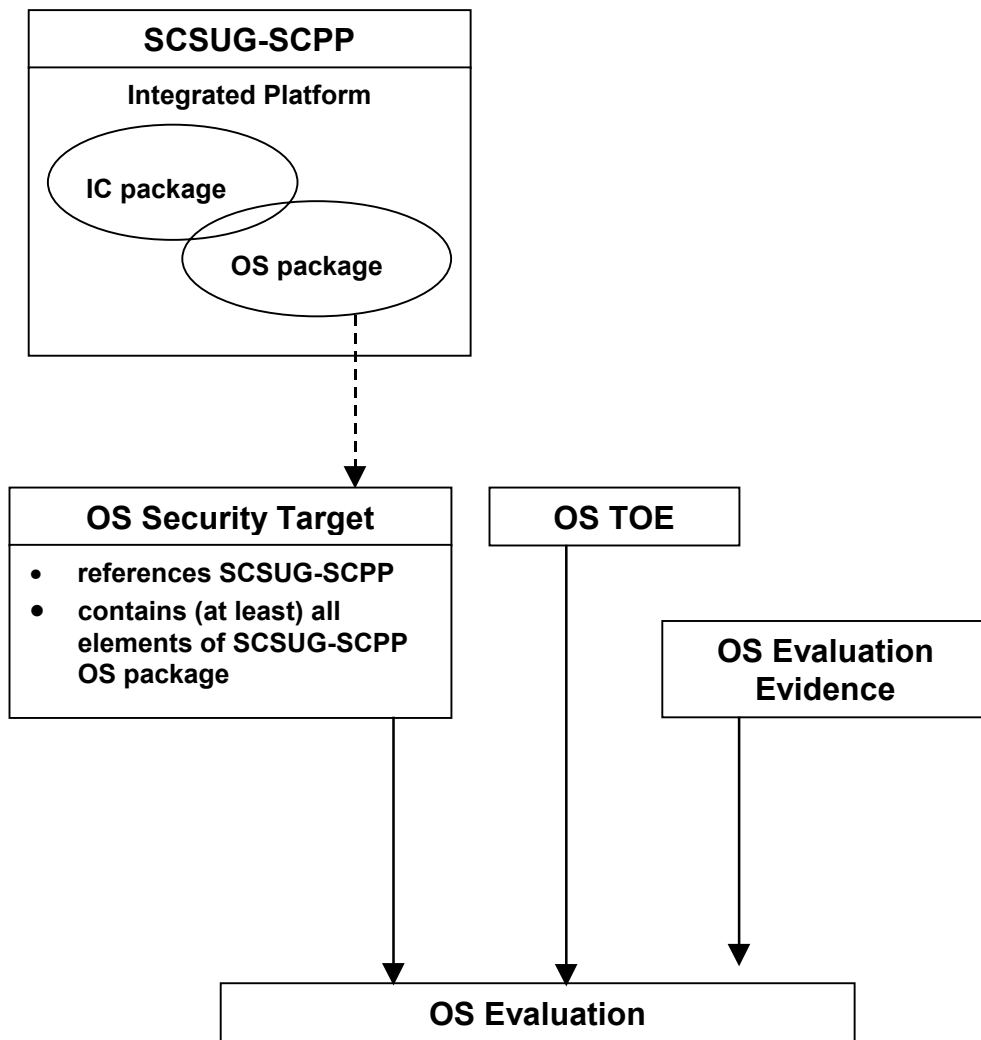 SCSUG-SCPP
Integrated Platform
IC package
OS package
OS Security Target
• references SCSUG-SCPP
• contains (at least) all
elements of SCSUG-SCPP
OS package
OS TOE
OS Evaluation
Evidence
OS Evaluation